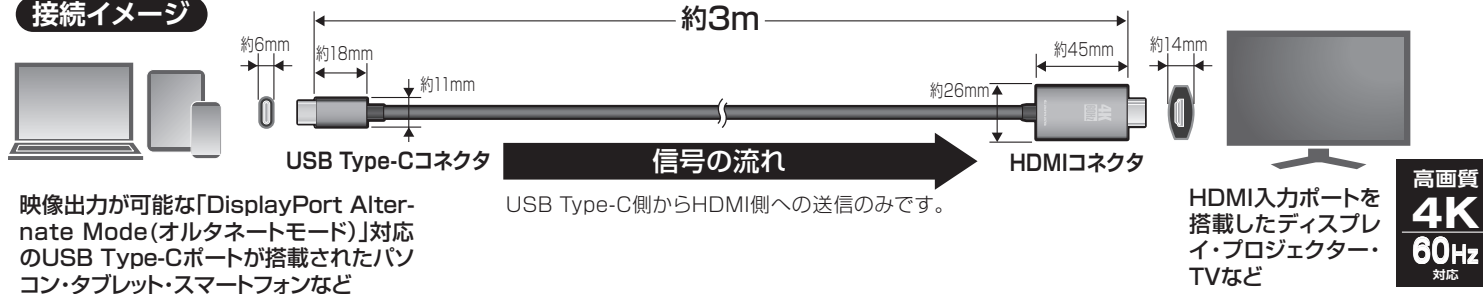 接続イメージ
約3m
約6mm
約18mm
約11mm
約45mm
約14mm
約26mm
4K
USB Type-Cコネクタ
信号の流れ
HDMIコネクタ
USB Type-C側からHDMI側への送信のみです。
映像出力が可能な「DisplayPort Alter-
nate Mode(オルタネートモード)」対応
のUSB Type-Cポートが搭載されたパソ
コン・タブレット・スマートフォンなど
HDMI入力ポートを
搭載したディスプレ
イ・プロジェクター・
TVなど
高画質
4K
60Hz
対応